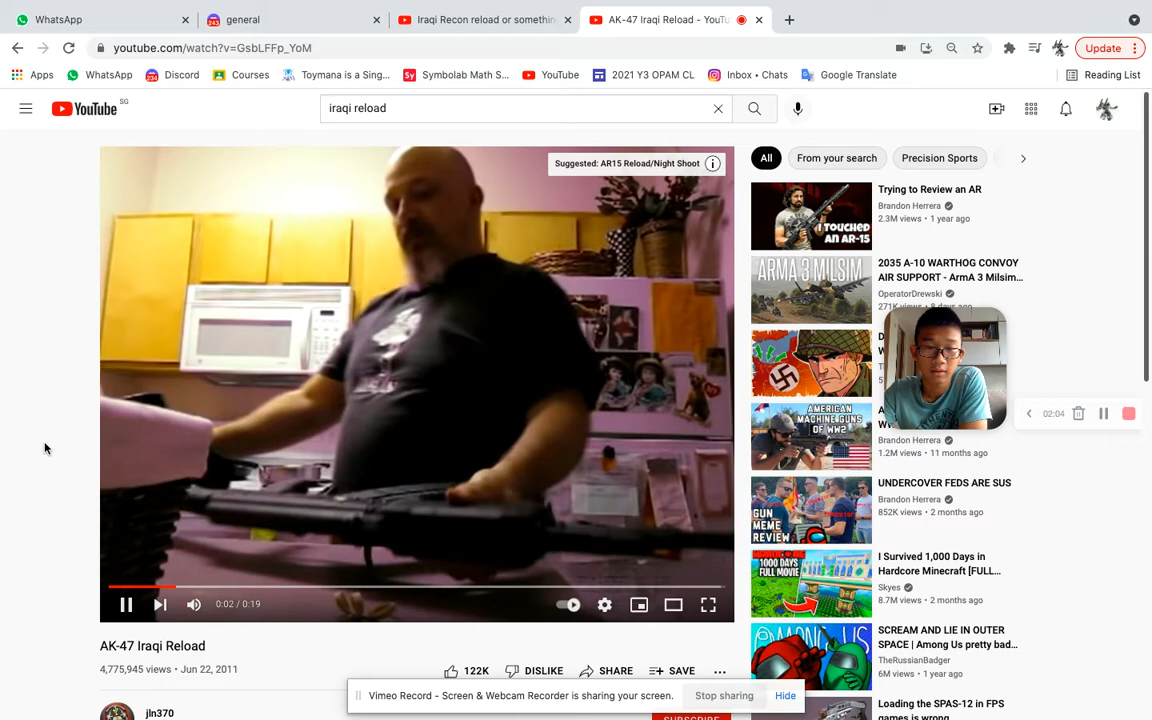 WhatsApp
243
general
Iraqi Recon reload or somethin
AK-47 Iraqi Reload - YouTu
youtube.com/watch?v=GsbLFFp_YoM
Update
Apps
WhatsApp
Discord
Courses
Toymana is a Sing...
Symbolab Math S...
YouTube
2021 Y3 OPAM CL
Inbox • Chats
Google Translate
Reading List
YouTube SG
iraqi reload
Suggested: AR15 Reload/Night Shoot
All
From your search
Precision Sports
I TOUCHED
AN AR-15
Trying to Review an AR
Brandon Herrera
2.3M views • 1 year ago
ARMA 3 MILSIM
2035 A-10 WARTHOG CONVOY
AIR SUPPORT - ArmA 3 Milsim...
OperatorDrewski
271K views • 8 days ago
02:04
AMERICAN
MACHINE GUNS
OF WW2
Brandon Herrera
1.2M views • 11 months ago
GUN
MEME
REVIEW
UNDERCOVER FEDS ARE SUS
Brandon Herrera
852K views • 2 months ago
1000 DAYS
FULL MOVIE
I Survived 1,000 Days in
Hardcore Minecraft [FULL...
Skyes
8.7M views • 2 months ago
SCREAM AND LIE IN OUTER
SPACE | Among Us pretty bad...
TheRussianBadger
6M views • 1 year ago
Loading the SPAS-12 in FPS
games is wrong
0:02 / 0:19
AK-47 Iraqi Reload
4,775,945 views • Jun 22, 2011
122K
DISLIKE
SHARE
SAVE
Vimeo Record - Screen & Webcam Recorder is sharing your screen.
Stop sharing
Hide
jln370
SUBSCRIBE